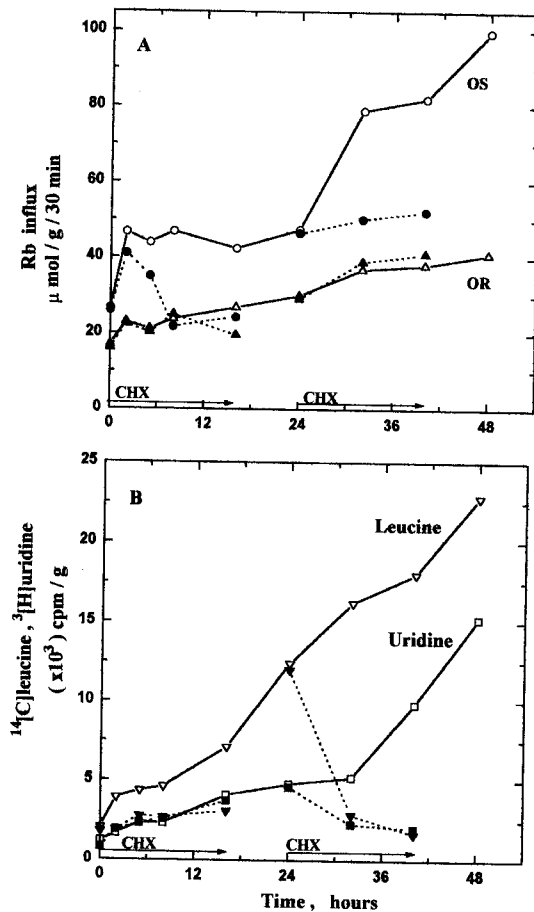 100
A
OS
80
60
Rb influx
μ mol / g / 30 min
40
OR
20
CHX
CHX
0
0
12
24
36
48
25
B
Leucine
20
Uridine
15
¹⁴[C]leucine , ³[H]uridine
( x10³) cpm / g
10
5
CHX
CHX
0
0
12
24
36
48
Time , hours